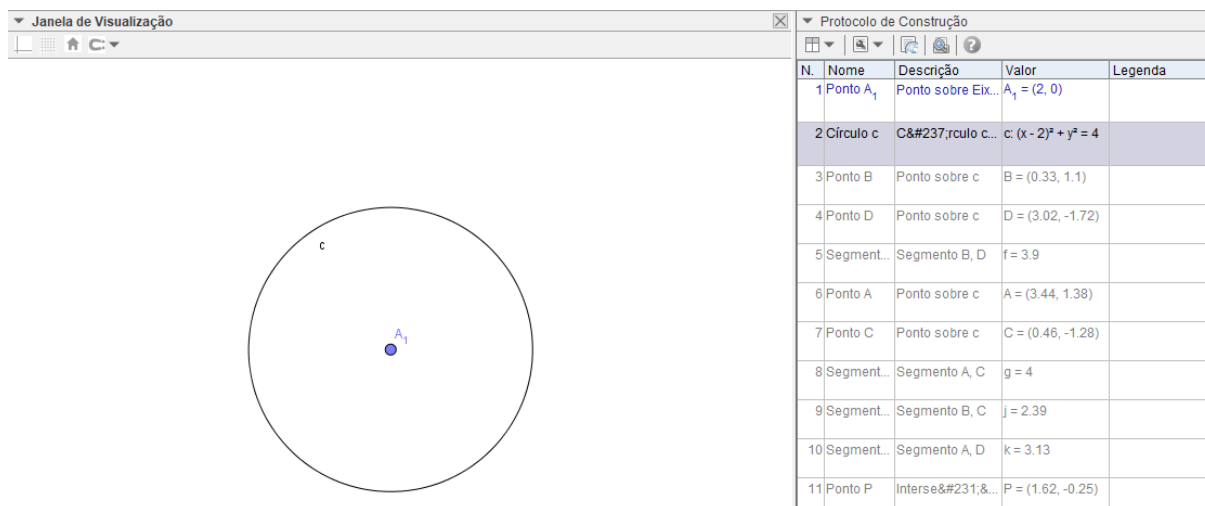 Janela de Visualização
c
A1
Protocolo de Construção
N. Nome Descrição Valor Legenda
1 Ponto A1 Ponto sobre Eix... A1 = (2, 0)
2 Círculo c C&#237;rculo c... c: (x - 2)² + y² = 4
3 Ponto B Ponto sobre c B = (0.33, 1.1)
4 Ponto D Ponto sobre c D = (3.02, -1.72)
5 Segment... Segmento B, D f = 3.9
6 Ponto A Ponto sobre c A = (3.44, 1.38)
7 Ponto C Ponto sobre c C = (0.46, -1.28)
8 Segment... Segmento A, C g = 4
9 Segment... Segmento B, C j = 2.39
10 Segment... Segmento A, D k = 3.13
11 Ponto P Interse&#231;&... P = (1.62, -0.25)